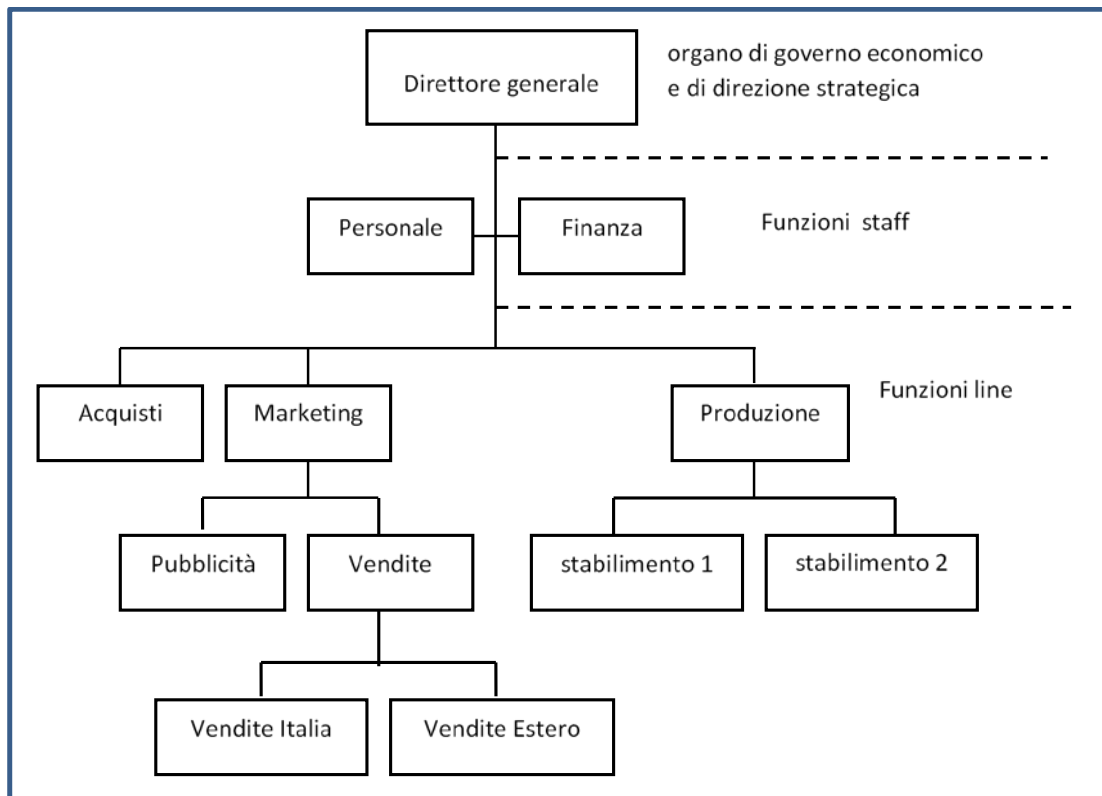 Direttore generale
organo di governo economico
e di direzione strategica
Personale
Finanza
Funzioni staff
Acquisti
Marketing
Produzione
Funzioni line
Pubblicità
Vendite
stabilimento 1
stabilimento 2
Vendite Italia
Vendite Estero